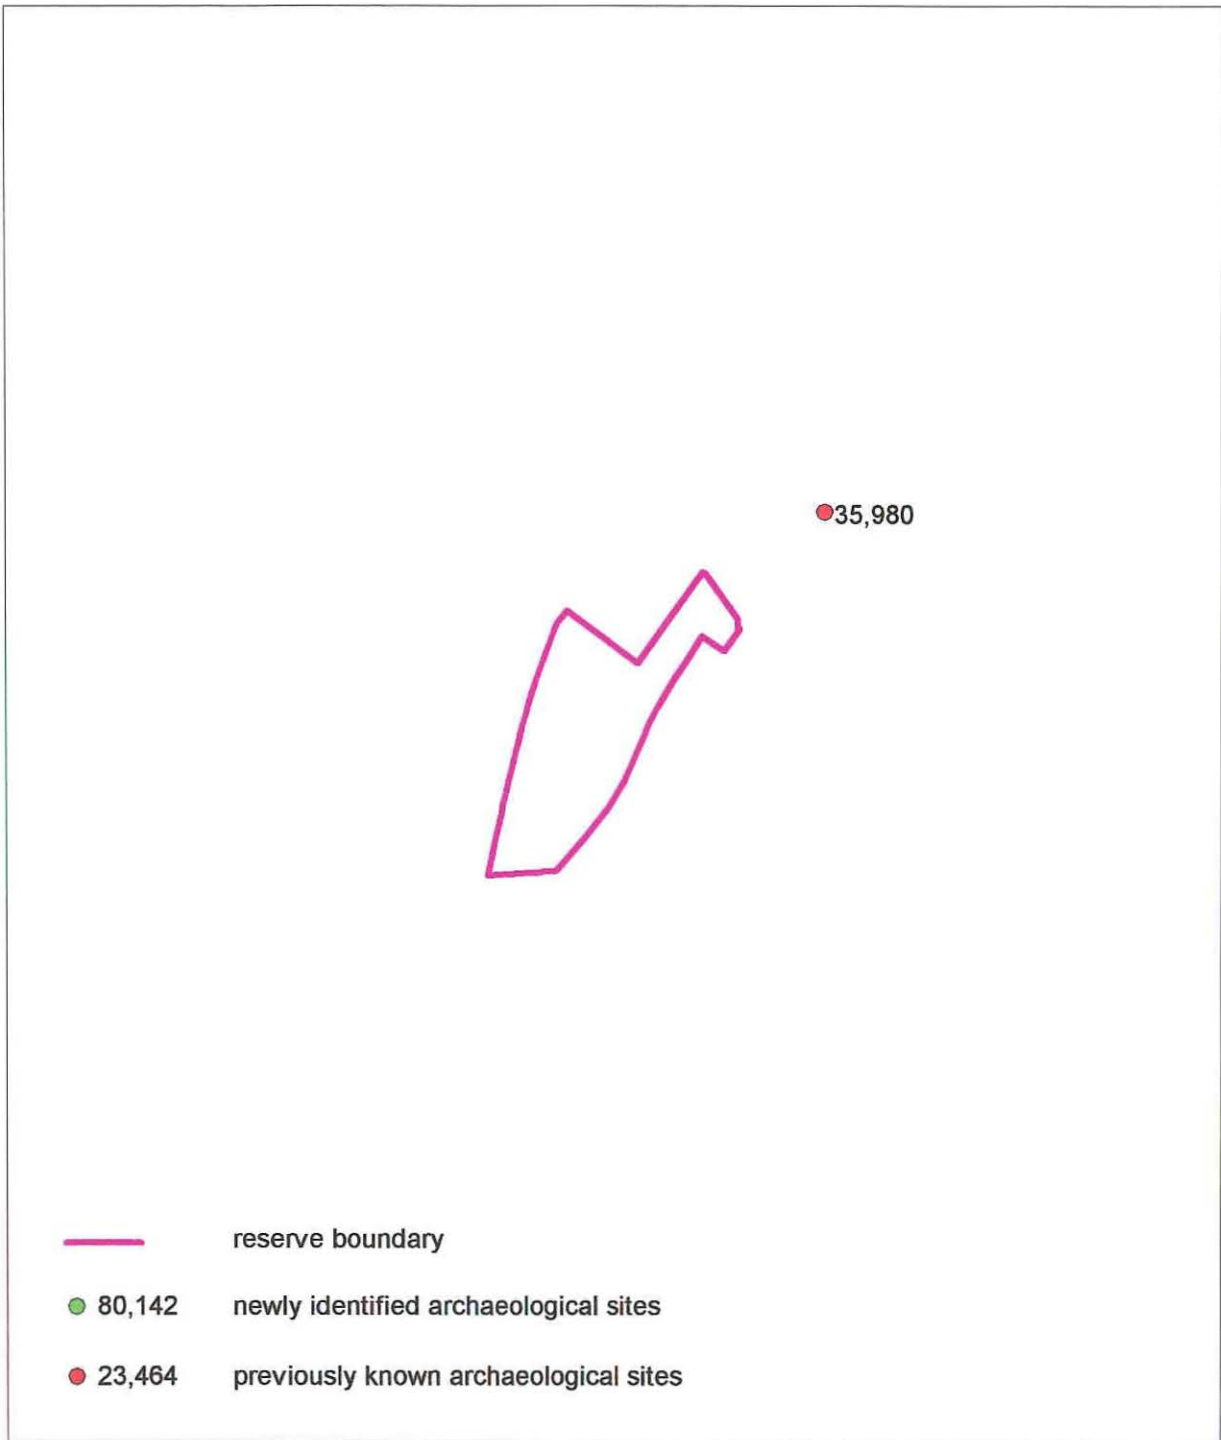 35,980
reserve boundary
80,142 newly identified archaeological sites
23,464 previously known archaeological sites